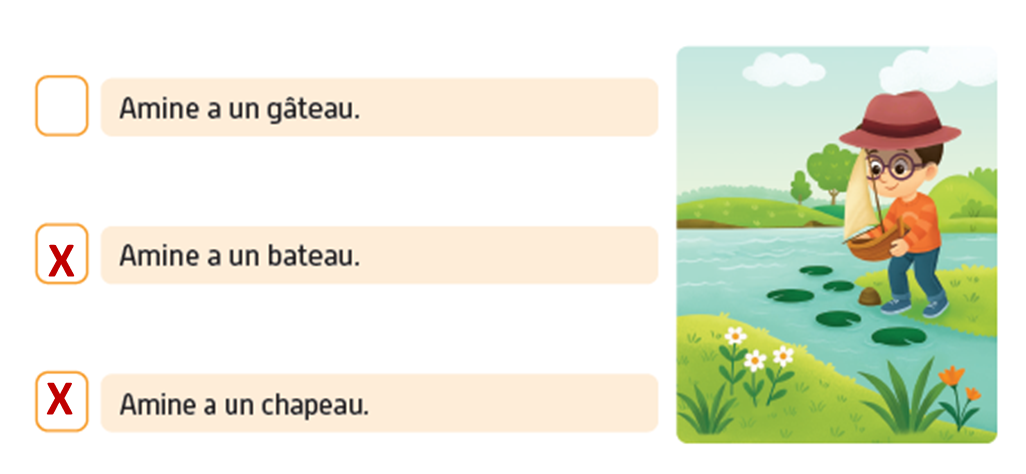 Amine a un gâteau.
X Amine a un bateau.
X Amine a un chapeau.